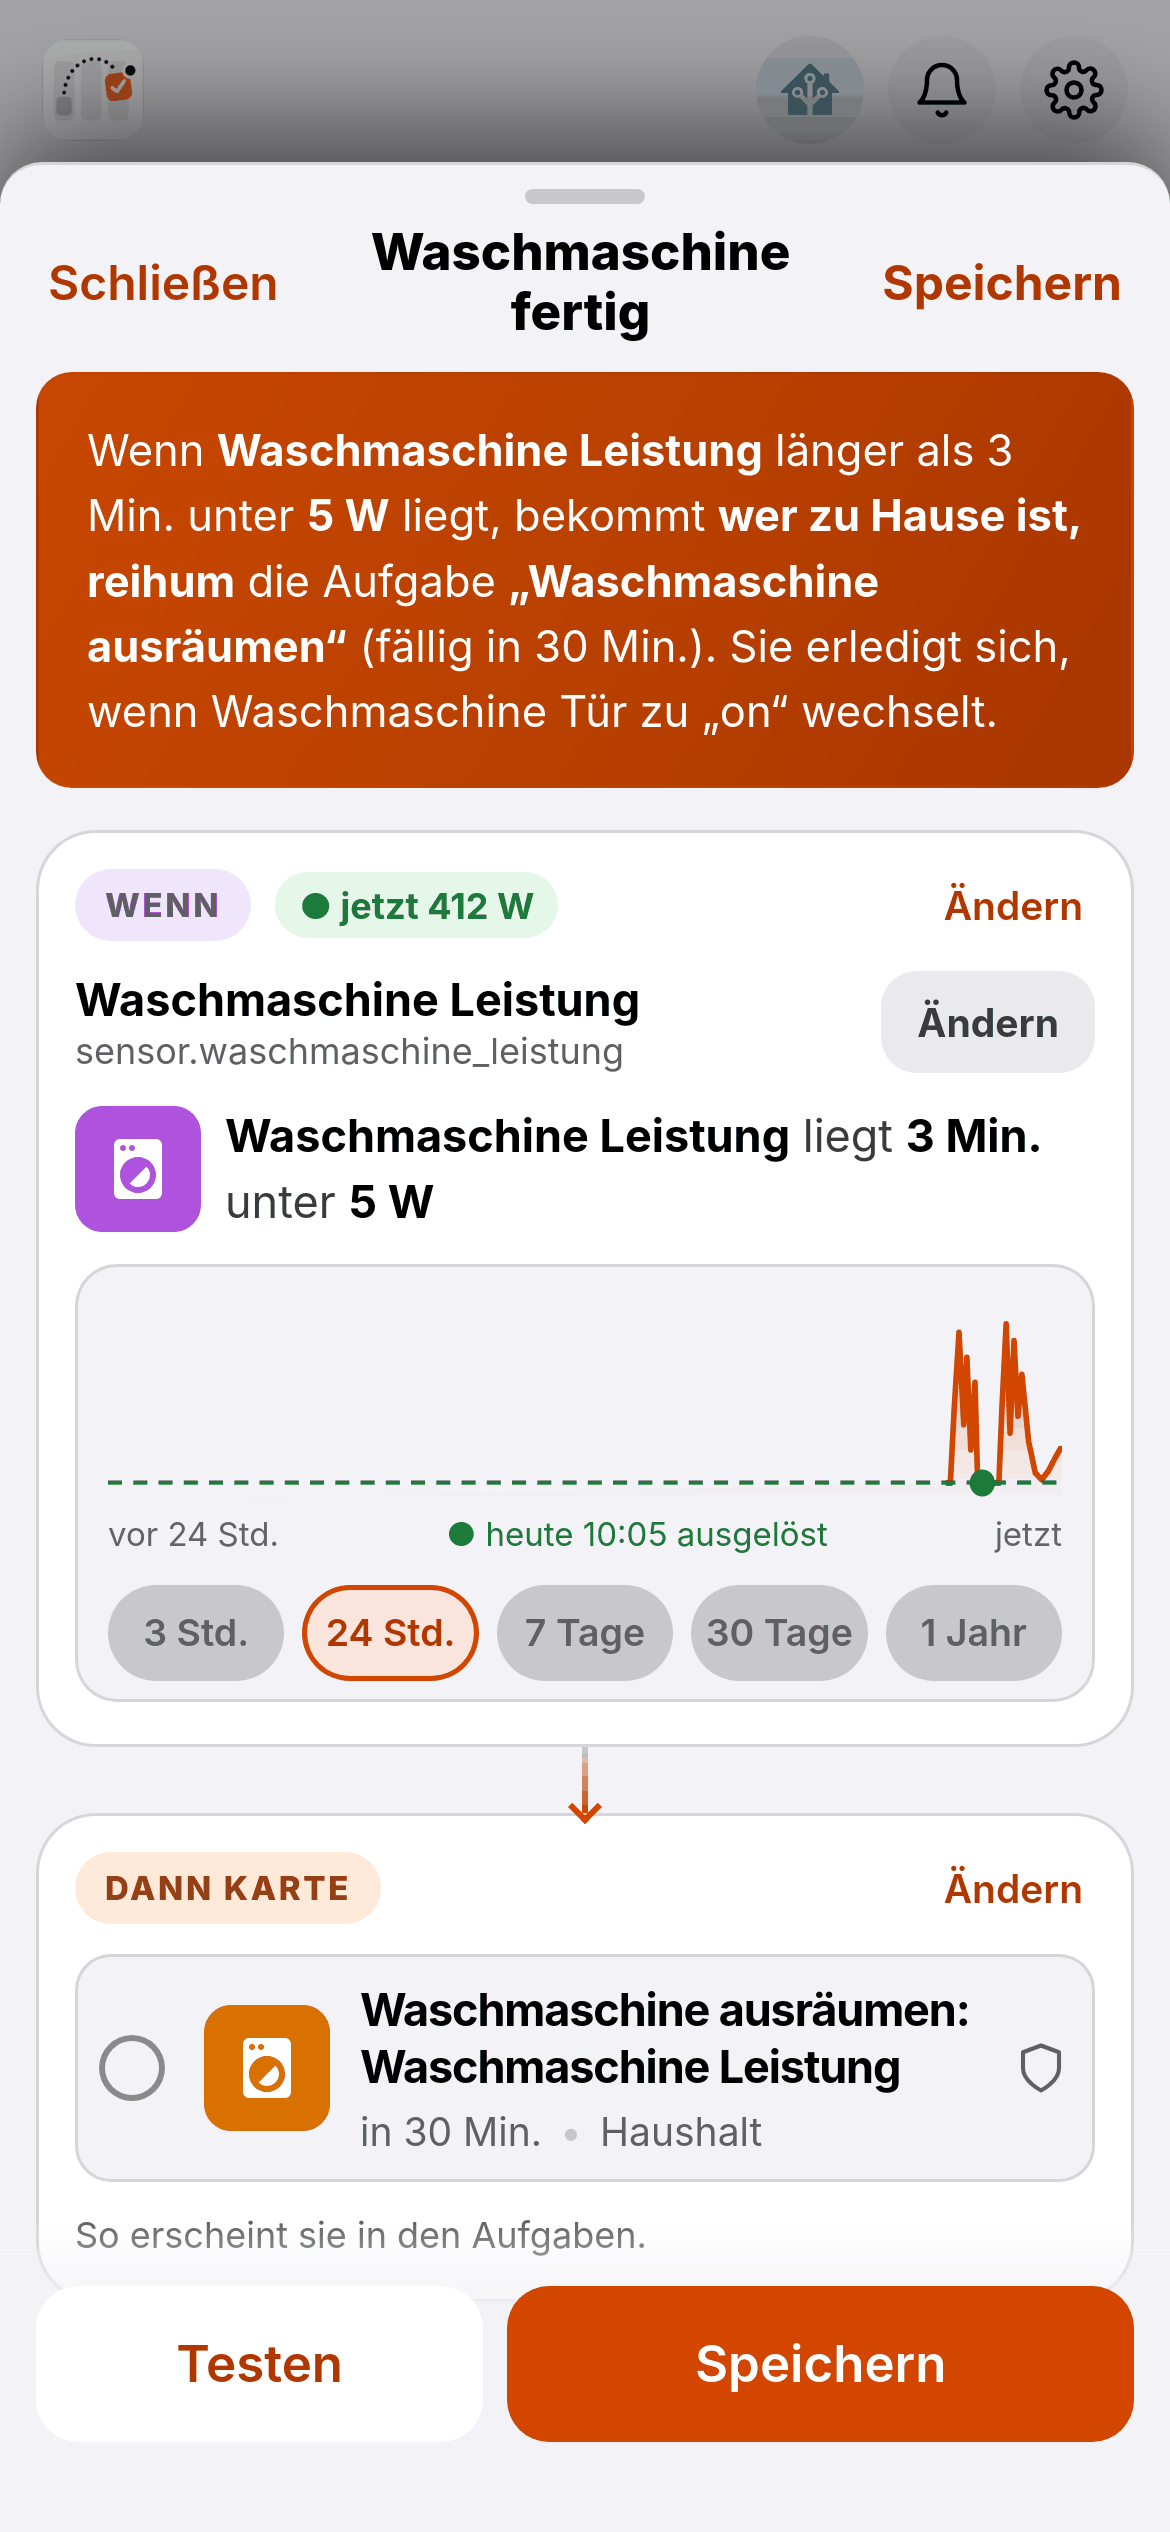 Schließen
Waschmaschine
fertig
Speichern
Wenn Waschmaschine Leistung länger als 3
Min. unter 5 W liegt, bekommt wer zu Hause ist,
reihum die Aufgabe „Waschmaschine
ausräumen“ (fällig in 30 Min.). Sie erledigt sich,
wenn Waschmaschine Tür zu „on“ wechselt.
WENN
jetzt 412 W
Ändern
Waschmaschine Leistung
sensor.waschmaschine_leistung
Ändern
Waschmaschine Leistung liegt 3 Min.
unter 5 W
vor 24 Std.
heute 10:05 ausgelöst
jetzt
3 Std.
24 Std.
7 Tage
30 Tage
1 Jahr
DANN KARTE
Ändern
Waschmaschine ausräumen:
Waschmaschine Leistung
in 30 Min. • Haushalt
So erscheint sie in den Aufgaben.
Testen
Speichern